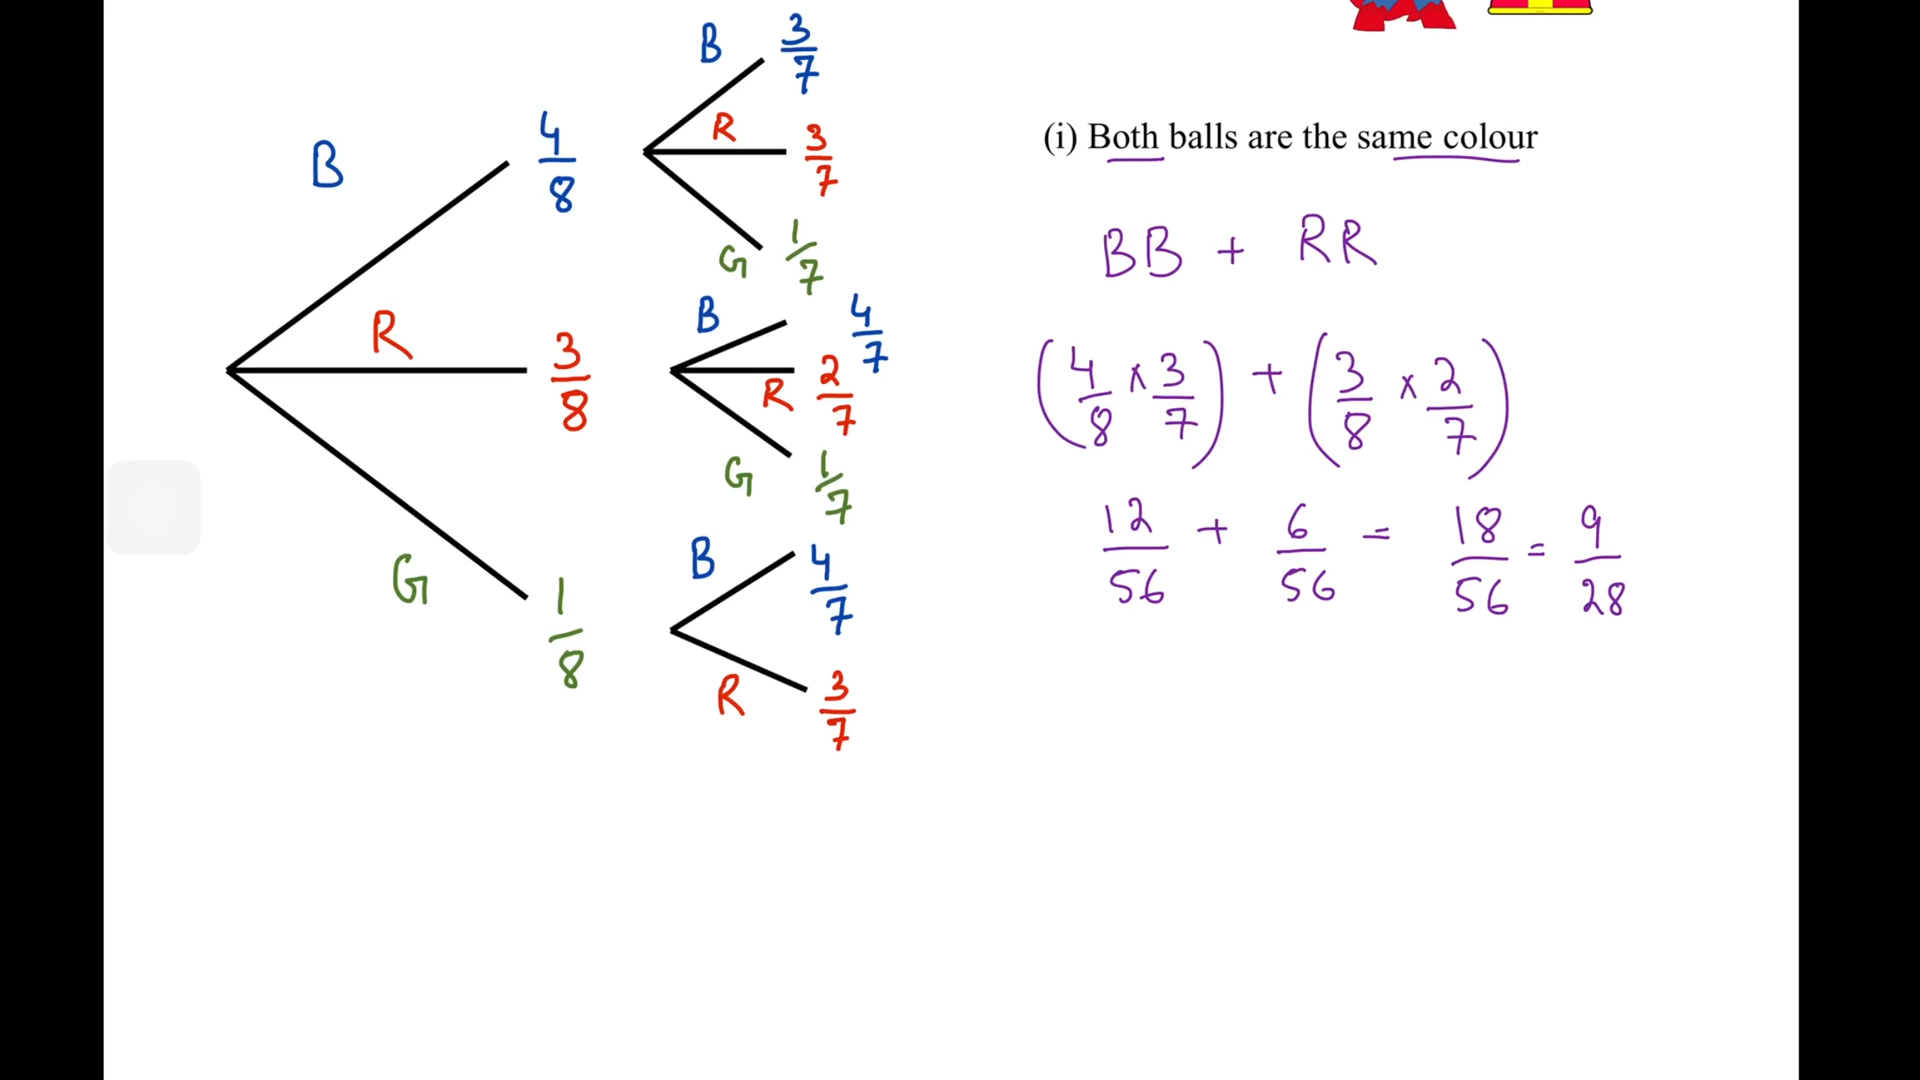 B 3/7
B 4/8
R 3/7
G 1/7
B 4/7
R 3/8
R 2/7
G 1/7
G 1/8
B 4/7
R 3/7
(i) Both balls are the same colour
BB + RR
(4/8 × 3/7) + (3/8 × 2/7)
12/56 + 6/56 = 18/56 = 9/28